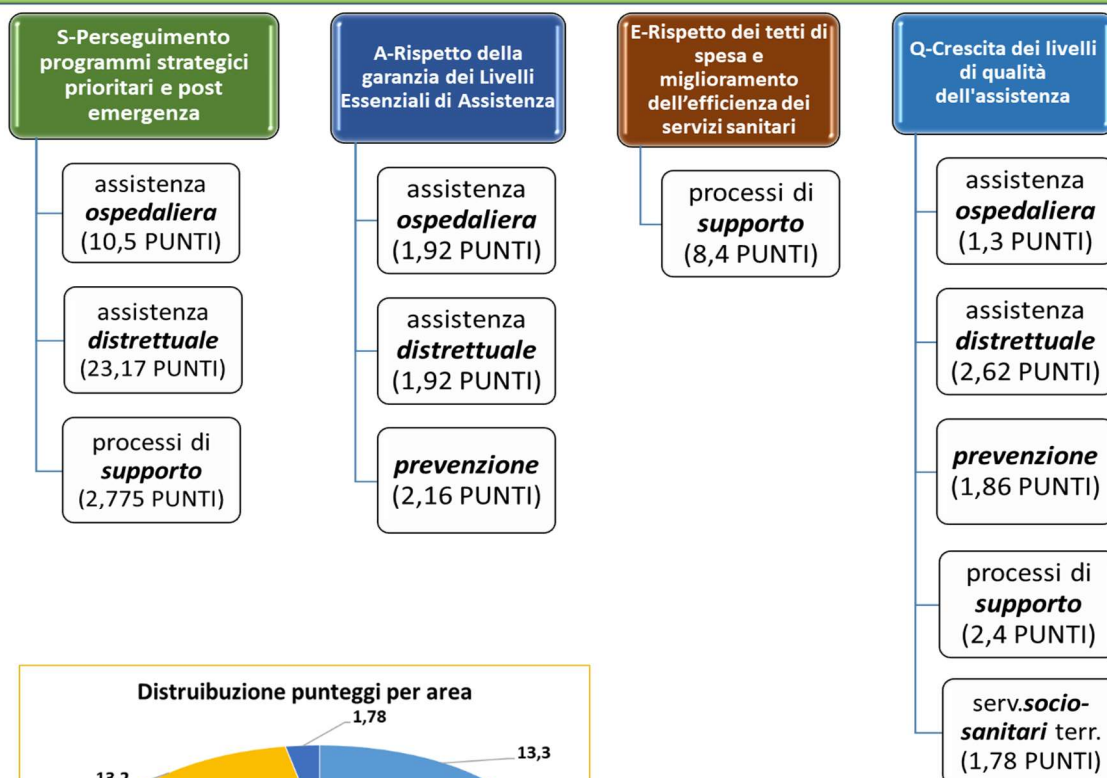 S-Perseguimento
programmi strategici
prioritari e post
emergenza
assistenza
ospedaliera
(10,5 PUNTI)
assistenza
distrettuale
(23,17 PUNTI)
processi di
supporto
(2,775 PUNTI)
A-Rispetto della
garanzia dei Livelli
Essenziali di Assistenza
assistenza
ospedaliera
(1,92 PUNTI)
assistenza
distrettuale
(1,92 PUNTI)
prevenzione
(2,16 PUNTI)
E-Rispetto dei tetti di
spesa e
miglioramento
dell’efficienza dei
servizi sanitari
processi di
supporto
(8,4 PUNTI)
Q-Crescita dei livelli
di qualità
dell'assistenza
assistenza
ospedaliera
(1,3 PUNTI)
assistenza
distrettuale
(2,62 PUNTI)
prevenzione
(1,86 PUNTI)
processi di
supporto
(2,4 PUNTI)
serv.socio-
sanitari terr.
(1,78 PUNTI)
Distruibuzione punteggi per area
1,78
13,3
13,2